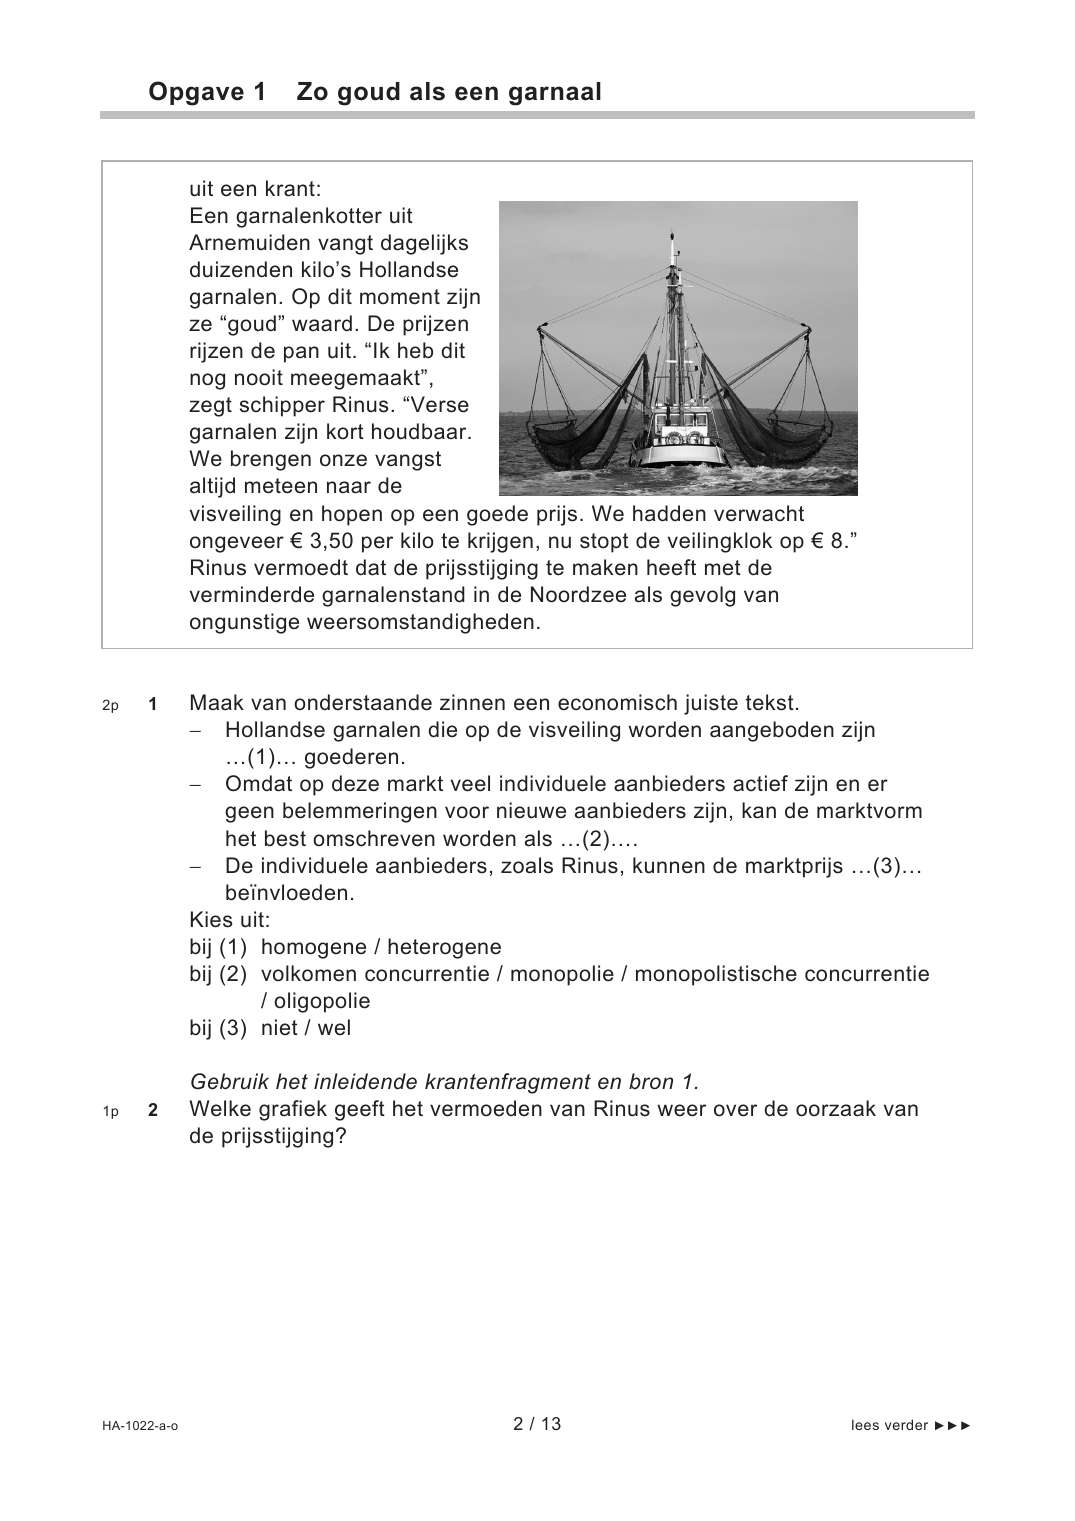 Opgave 1 Zo goud als een garnaal
uit een krant:
Een garnalenkotter uit
Arnemuiden vangt dagelijks
duizenden kilo’s Hollandse
garnalen. Op dit moment zijn
ze “goud” waard. De prijzen
rijzen de pan uit. “Ik heb dit
nog nooit meegemaakt”,
zegt schipper Rinus. “Verse
garnalen zijn kort houdbaar.
We brengen onze vangst
altijd meteen naar de
visveiling en hopen op een goede prijs. We hadden verwacht
ongeveer € 3,50 per kilo te krijgen, nu stopt de veilingklok op € 8.”
Rinus vermoedt dat de prijsstijging te maken heeft met de
verminderde garnalenstand in de Noordzee als gevolg van
ongunstige weersomstandigheden.
2p 1 Maak van onderstaande zinnen een economisch juiste tekst.
− Hollandse garnalen die op de visveiling worden aangeboden zijn
…(1)… goederen.
− Omdat op deze markt veel individuele aanbieders actief zijn en er
geen belemmeringen voor nieuwe aanbieders zijn, kan de marktvorm
het best omschreven worden als …(2)….
− De individuele aanbieders, zoals Rinus, kunnen de marktprijs …(3)…
beïnvloeden.
Kies uit:
bij (1) homogene / heterogene
bij (2) volkomen concurrentie / monopolie / monopolistische concurrentie
/ oligopolie
bij (3) niet / wel
Gebruik het inleidende krantenfragment en bron 1.
1p 2 Welke grafiek geeft het vermoeden van Rinus weer over de oorzaak van
de prijsstijging?
HA-1022-a-o 2 / 13 lees verder ►►►